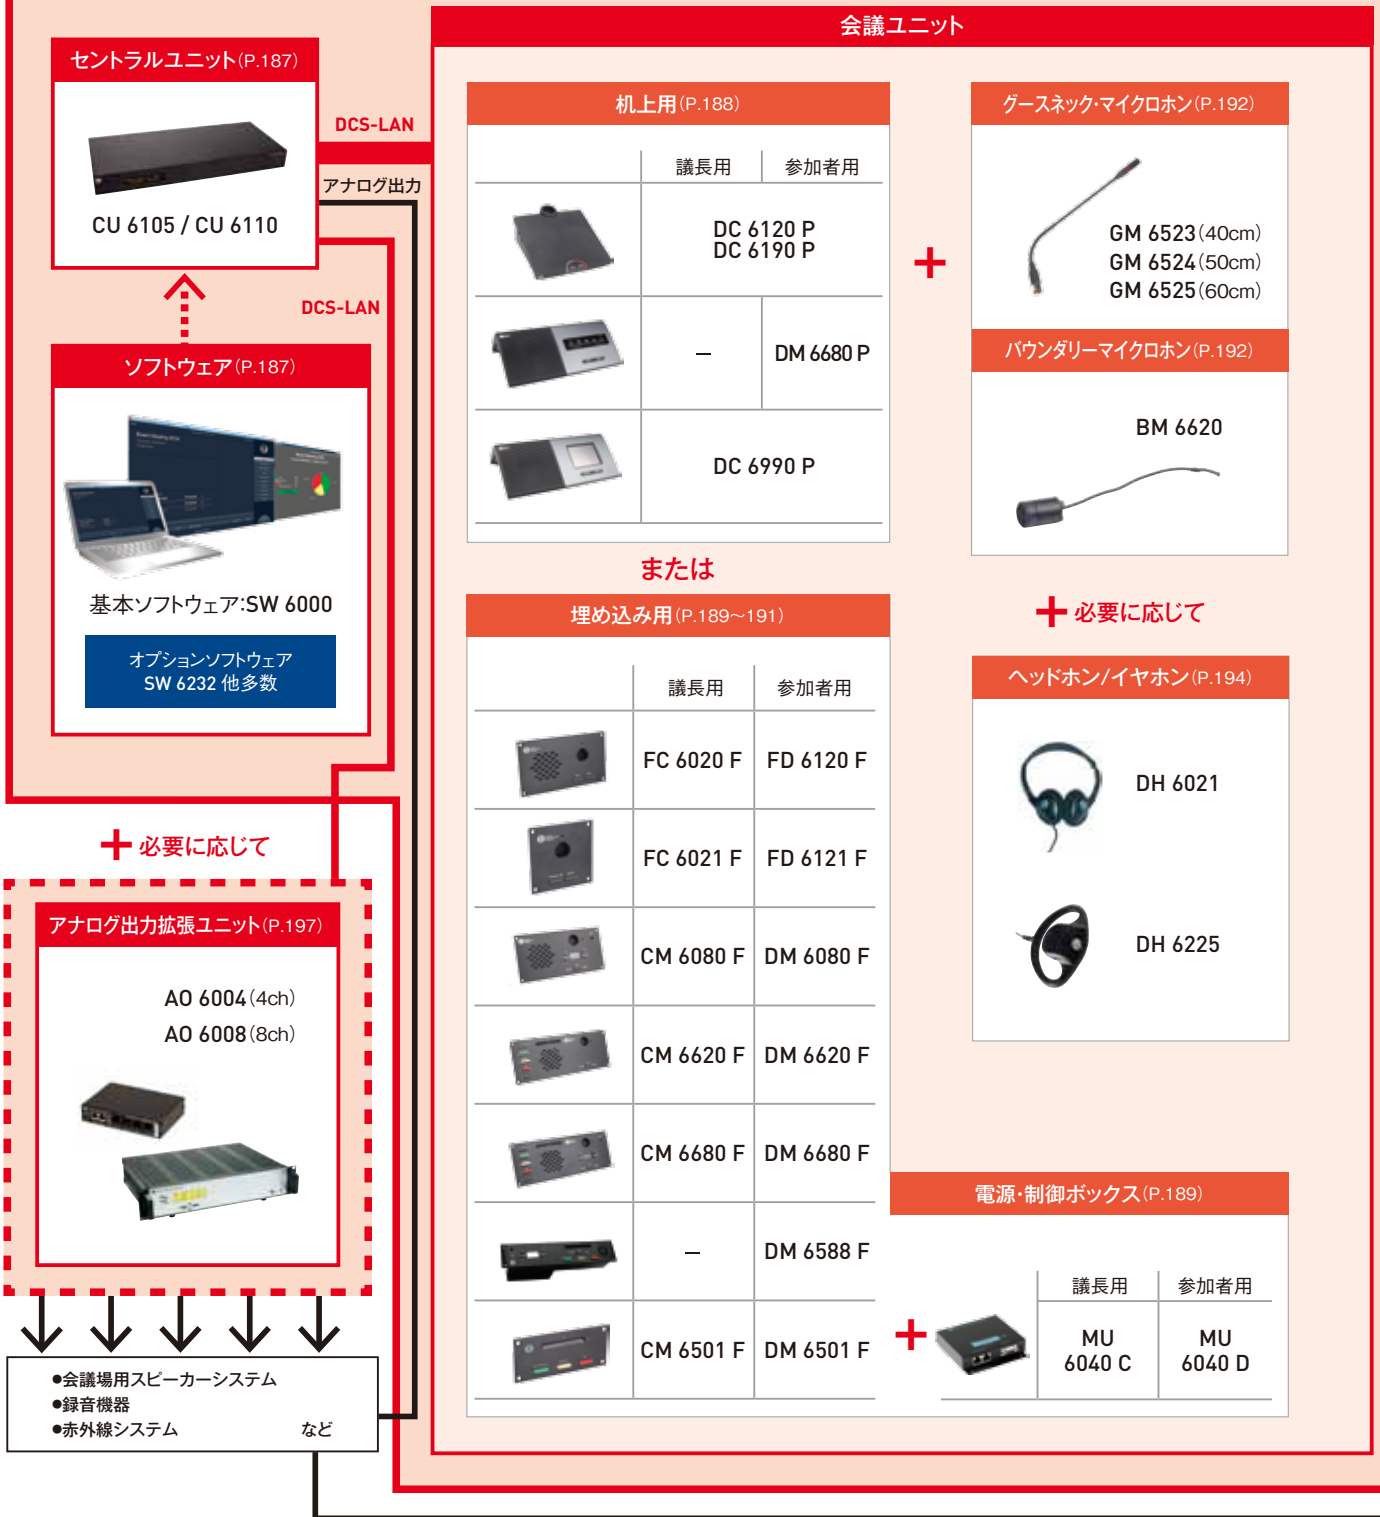 会議ユニット
セントラルユニット(P.187)
CU 6105 / CU 6110
DCS-LAN
アナログ出力
DCS-LAN
ソフトウェア(P.187)
基本ソフトウェア:SW 6000
オプションソフトウェア
SW 6232 他多数
机上用(P.188)
議長用 参加者用
DC 6120 P
DC 6190 P
– DM 6680 P
DC 6990 P
または
埋め込み用(P.189〜191)
議長用 参加者用
FC 6020 F FD 6120 F
FC 6021 F FD 6121 F
CM 6080 F DM 6080 F
CM 6620 F DM 6620 F
CM 6680 F DM 6680 F
– DM 6588 F
CM 6501 F DM 6501 F
+
グースネック・マイクロホン(P.192)
GM 6523(40cm)
GM 6524(50cm)
GM 6525(60cm)
バウンダリーマイクロホン(P.192)
BM 6620
+ 必要に応じて
ヘッドホン/イヤホン(P.194)
DH 6021
DH 6225
+
電源・制御ボックス(P.189)
議長用 参加者用
MU MU
6040 C 6040 D
+ 必要に応じて
アナログ出力拡張ユニット(P.197)
AO 6004(4ch)
AO 6008(8ch)
●会議場用スピーカーシステム
●録音機器
●赤外線システム など